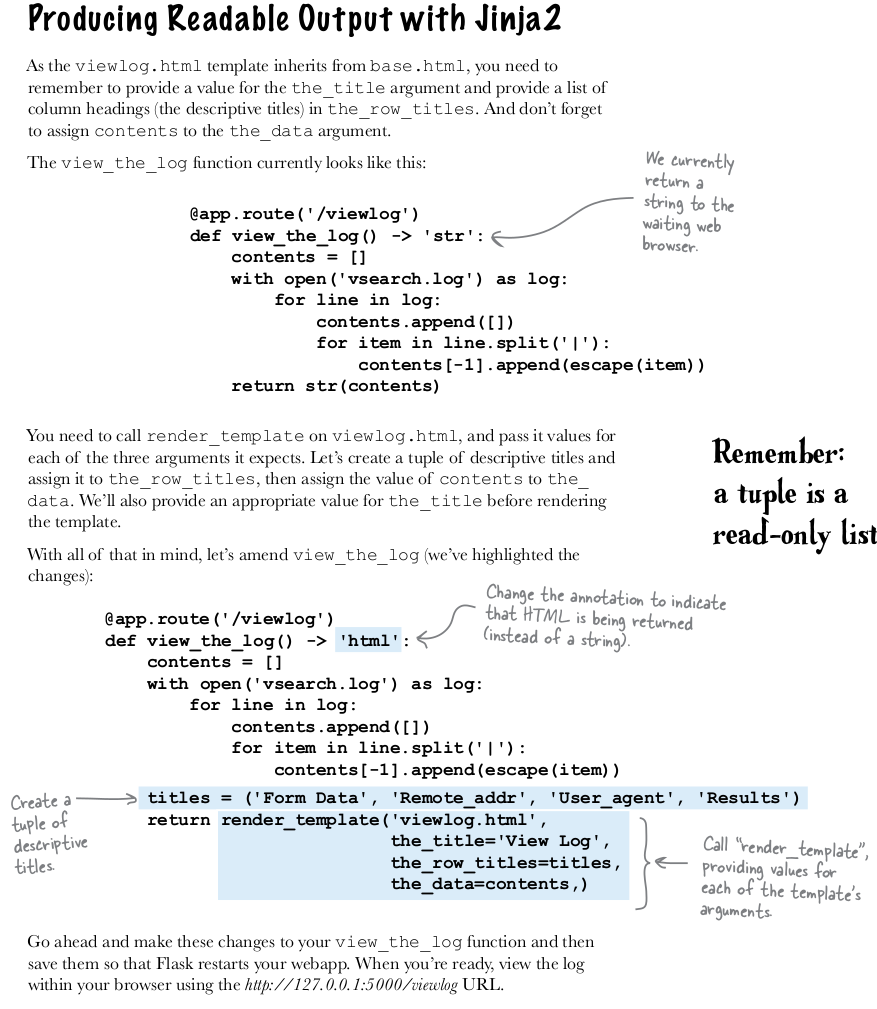 Producing Readable Output with Jinja2
As the viewlog.html template inherits from base.html, you need to
remember to provide a value for the the_title argument and provide a list of
column headings (the descriptive titles) in the_row_titles. And don't forget
to assign contents to the the_data argument.
The view_the_log function currently looks like this:
We currently
return a
string to the
waiting web
browser.
@app.route('/viewlog')
def view_the_log() -> 'str':
    contents = []
    with open('vsearch.log') as log:
        for line in log:
            contents.append([])
            for item in line.split('|'):
                contents[-1].append(escape(item))
    return str(contents)
You need to call render_template on viewlog.html, and pass it values for
each of the three arguments it expects. Let's create a tuple of descriptive titles and
assign it to the_row_titles, then assign the value of contents to the_
data. We'll also provide an appropriate value for the_title before rendering
the template.
Remember:
a tuple is a
read-only list
With all of that in mind, let's amend view_the_log (we've highlighted the
changes):
Change the annotation to indicate
that HTML is being returned
(instead of a string).
@app.route('/viewlog')
def view_the_log() -> 'html':
    contents = []
    with open('vsearch.log') as log:
        for line in log:
            contents.append([])
            for item in line.split('|'):
                contents[-1].append(escape(item))
    titles = ('Form Data', 'Remote_addr', 'User_agent', 'Results')
    return render_template('viewlog.html',
                           the_title='View Log',
                           the_row_titles=titles,
                           the_data=contents,)
Create a
tuple of
descriptive
titles.
Call "render_template",
providing values for
each of the template's
arguments.
Go ahead and make these changes to your view_the_log function and then
save them so that Flask restarts your webapp. When you're ready, view the log
within your browser using the http://127.0.0.1:5000/viewlog URL.